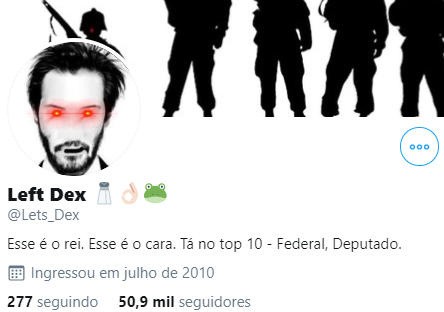 Left Dex 🧂👌🏻🐸
@Lets_Dex
Esse é o rei. Esse é o cara. Tá no top 10 - Federal, Deputado.
Ingressou em julho de 2010
277 seguindo 50,9 mil seguidores